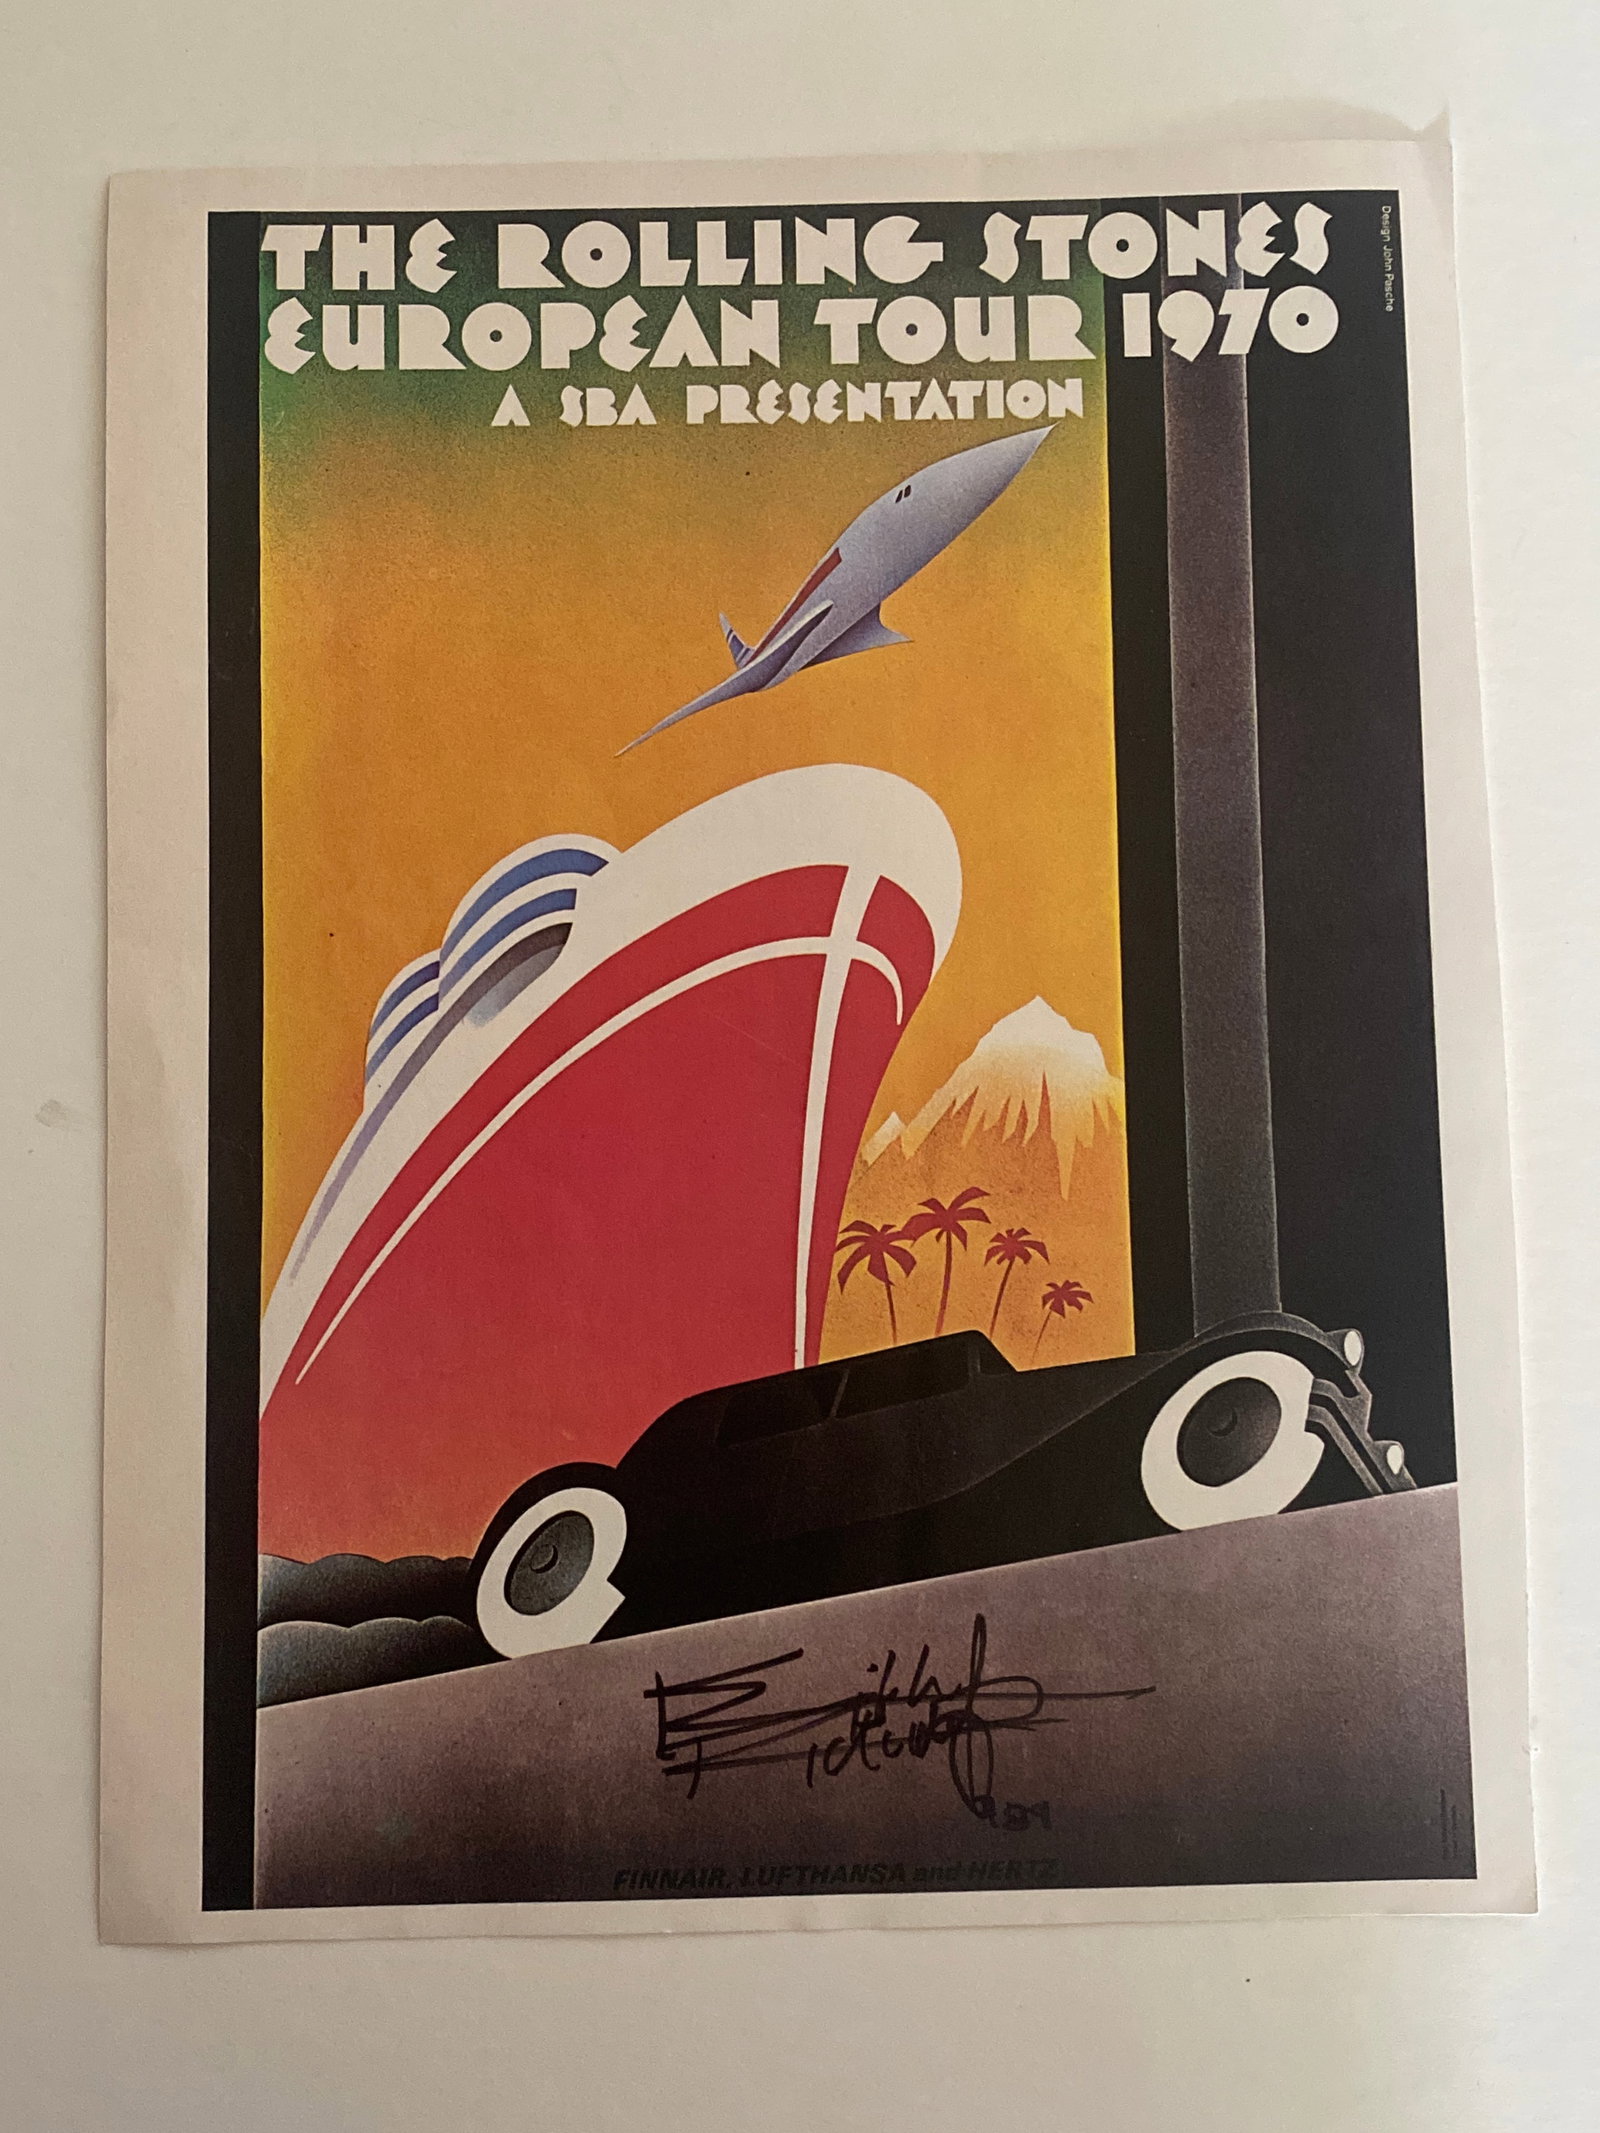 THE ROLLING STONES
EUROPEAN TOUR 1970
A SBA PRESENTATION
Design John Pasche
FINNAIR, LUFTHANSA and HERTZ